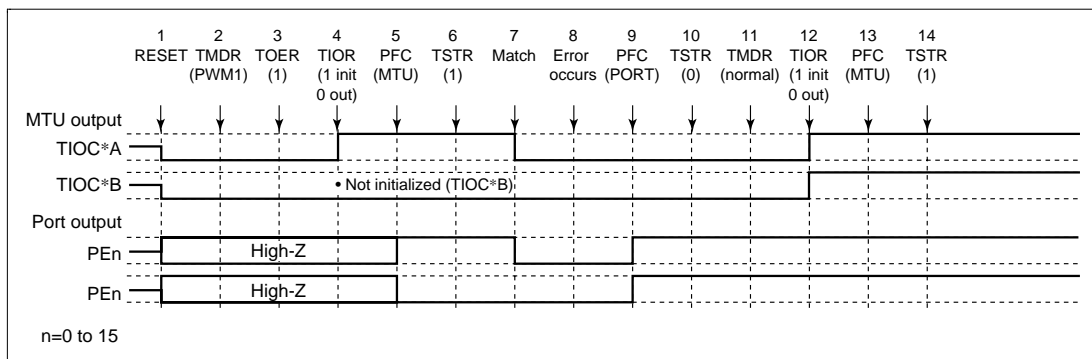 1 2 3 4 5 6 7 8 9 10 11 12 13 14
RESET TMDR TOER TIOR PFC TSTR Match Error PFC TSTR TMDR TIOR PFC TSTR
(PWM1) (1) (1 init (MTU) (1) occurs (PORT) (0) (normal) (1 init (MTU) (1)
0 out) 0 out)
MTU output
TIOC*A
TIOC*B • Not initialized (TIOC*B)
Port output
PEn High-Z
PEn High-Z
n=0 to 15